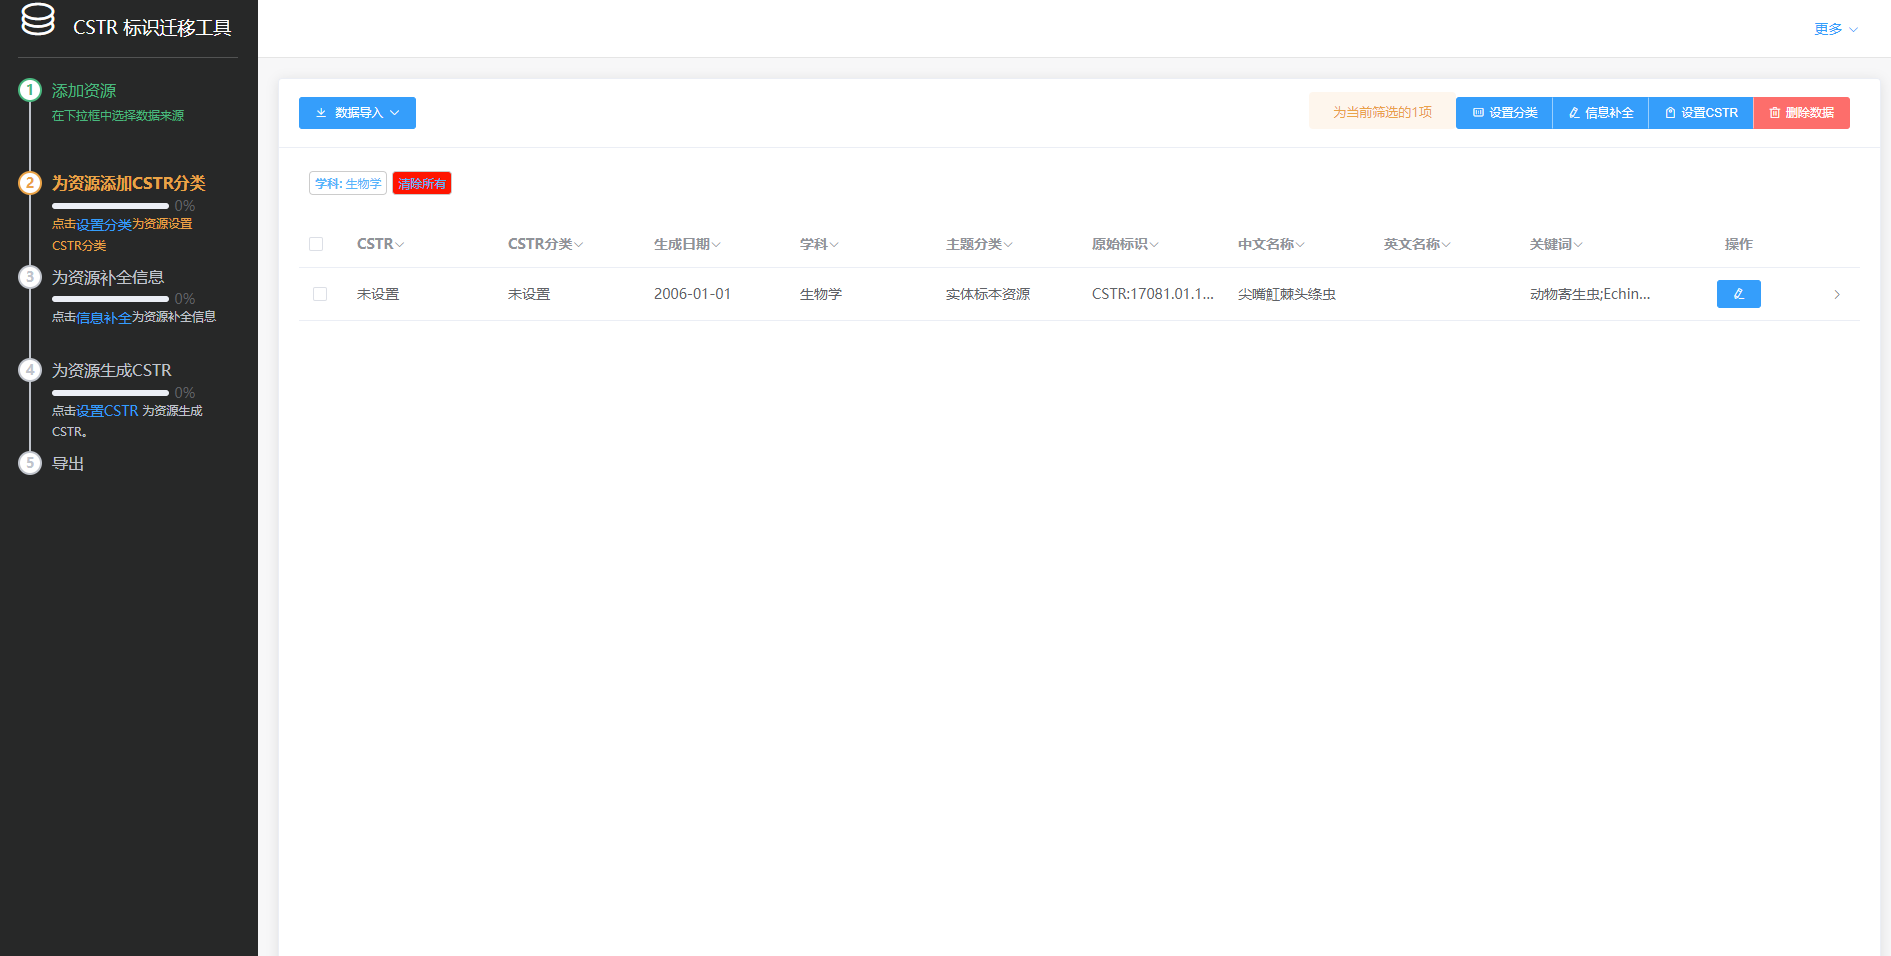 CSTR 标识迁移工具
更多
1 添加资源
在下拉框中选择数据来源
2 为资源添加CSTR分类
0%
点击设置分类为资源设置
CSTR分类
3 为资源补全信息
0%
点击信息补全为资源补全信息
4 为资源生成CSTR
0%
点击设置CSTR 为资源生成
CSTR。
5 导出
数据导入
为当前筛选的1项 设置分类 信息补全 设置CSTR 删除数据
学科: 生物学 清除所有
CSTR CSTR分类 生成日期 学科 主题分类 原始标识 中文名称 英文名称 关键词 操作
未设置 未设置 2006-01-01 生物学 实体标本资源 CSTR:17081.01.1... 尖嘴魟棘头绦虫 动物寄生虫;Echin...